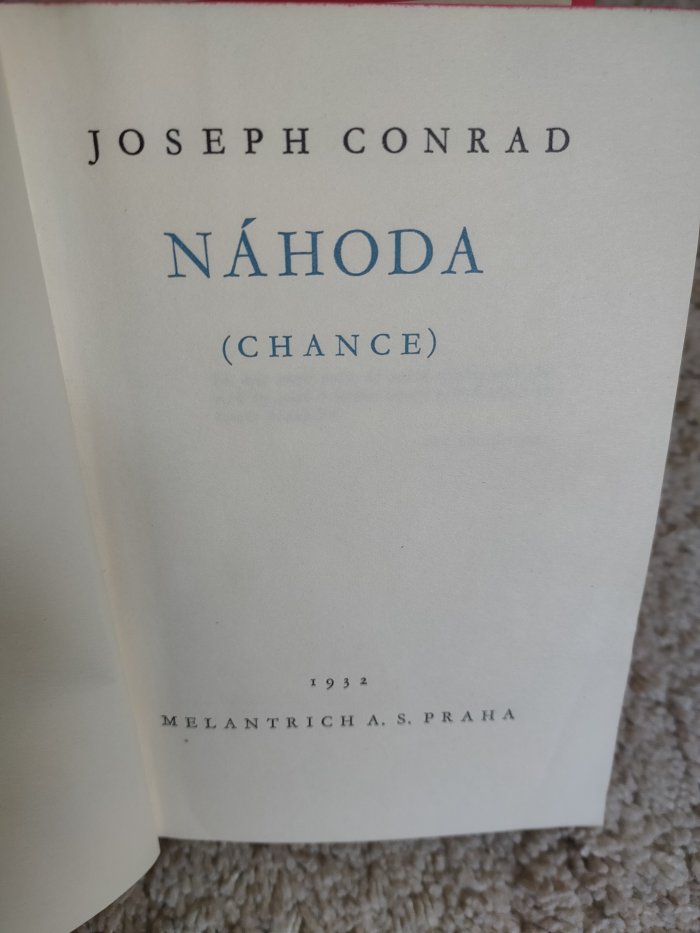 JOSEPH CONRAD
NÁHODA
(CHANCE)
1932
MELANTRICH A. S. PRAHA